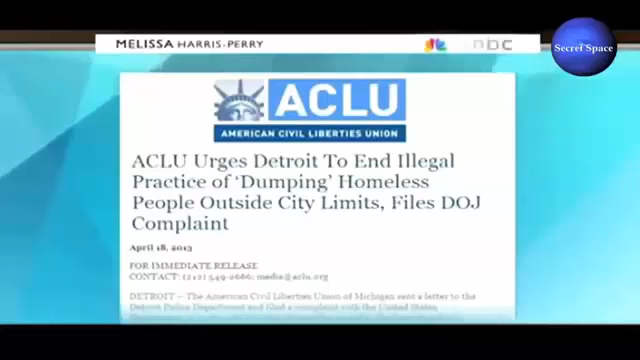 MELISSA HARRIS-PERRY
nbc
Secret Space
ACLU
AMERICAN CIVIL LIBERTIES UNION
ACLU Urges Detroit To End Illegal
Practice of 'Dumping' Homeless
People Outside City Limits, Files DOJ
Complaint
April 18, 2013
FOR IMMEDIATE RELEASE
CONTACT: (212) 549-2666; media@aclu.org
DETROIT – The American Civil Liberties Union of Michigan sent a letter to the
Detroit Police Department and filed a complaint with the United States